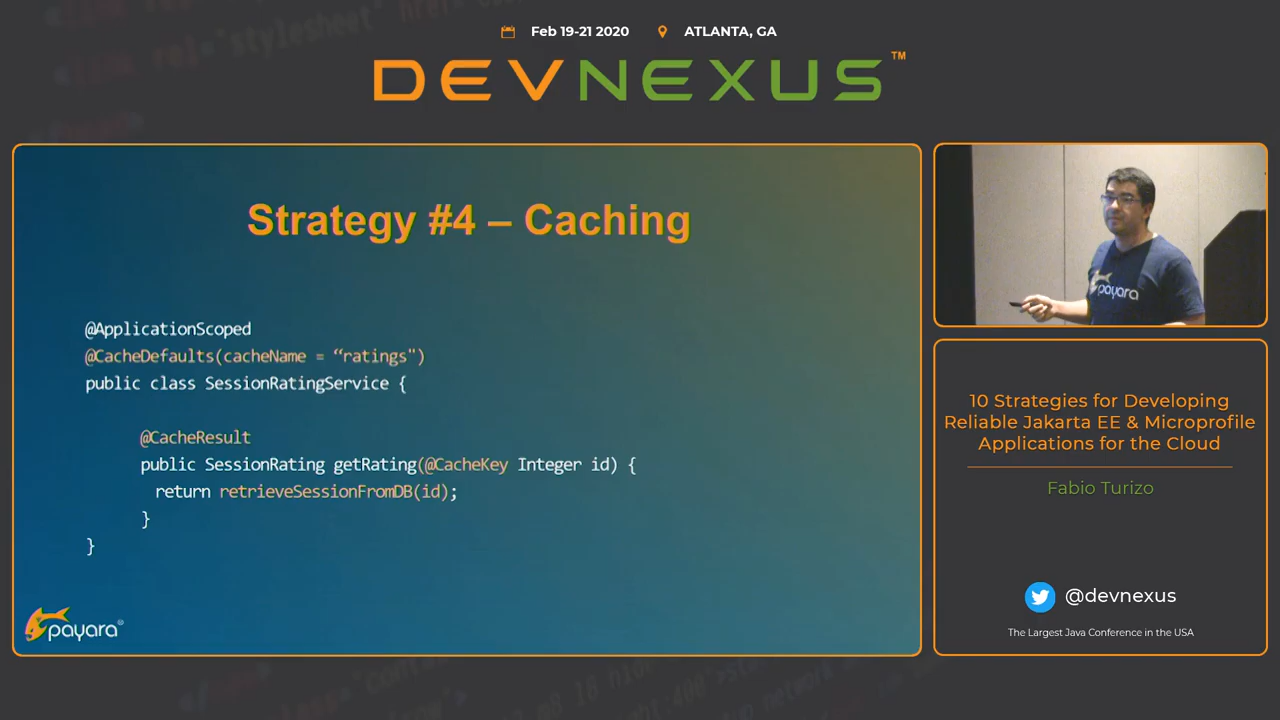 Feb 19-21 2020 ATLANTA, GA
DEVNEXUS™
Strategy #4 – Caching
@ApplicationScoped
@CacheDefaults(cacheName = “ratings")
public class SessionRatingService {
@CacheResult
public SessionRating getRating(@CacheKey Integer id) {
return retrieveSessionFromDB(id);
}
}
payara®
payara
10 Strategies for Developing
Reliable Jakarta EE & Microprofile
Applications for the Cloud
Fabio Turizo
@devnexus
The Largest Java Conference in the USA